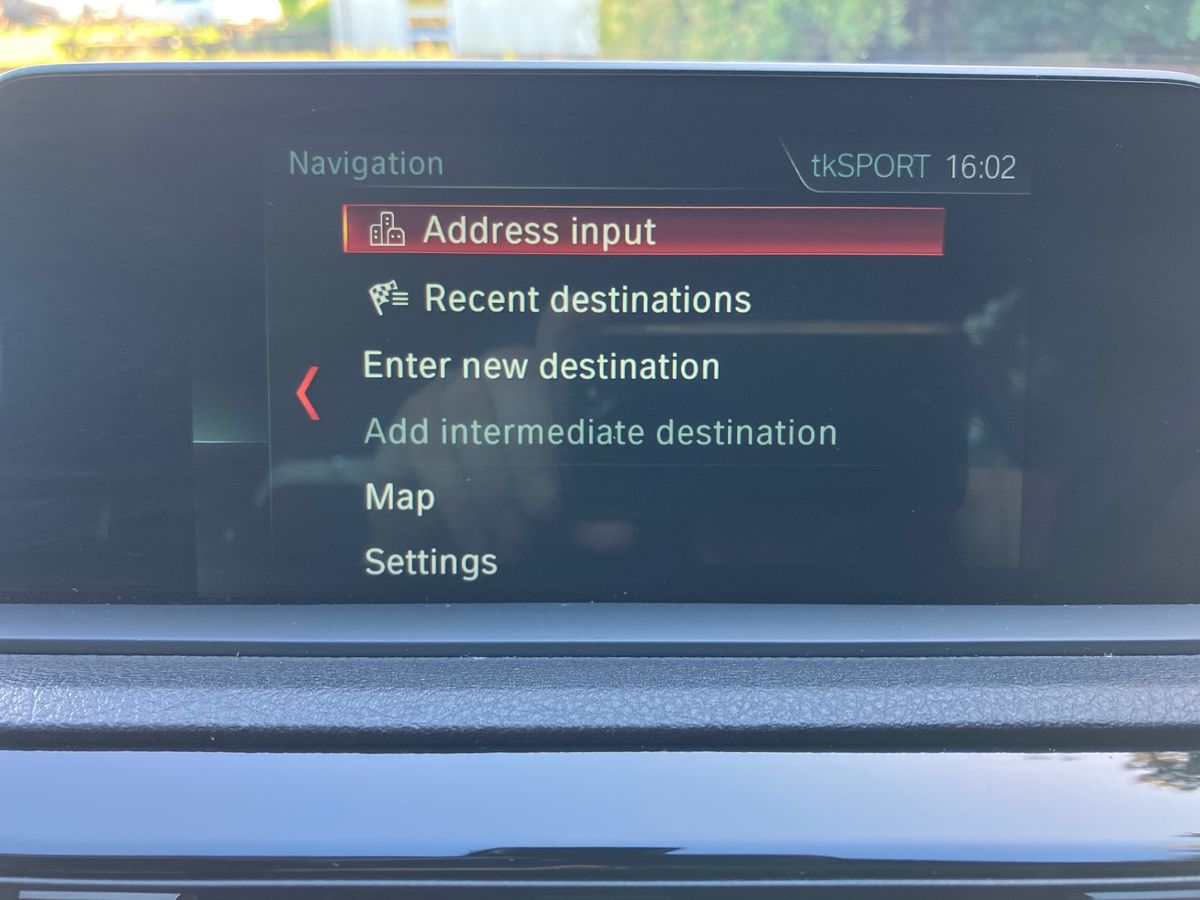 Navigation
tkSPORT 16:02
Address input
Recent destinations
Enter new destination
Add intermediate destination
Map
Settings